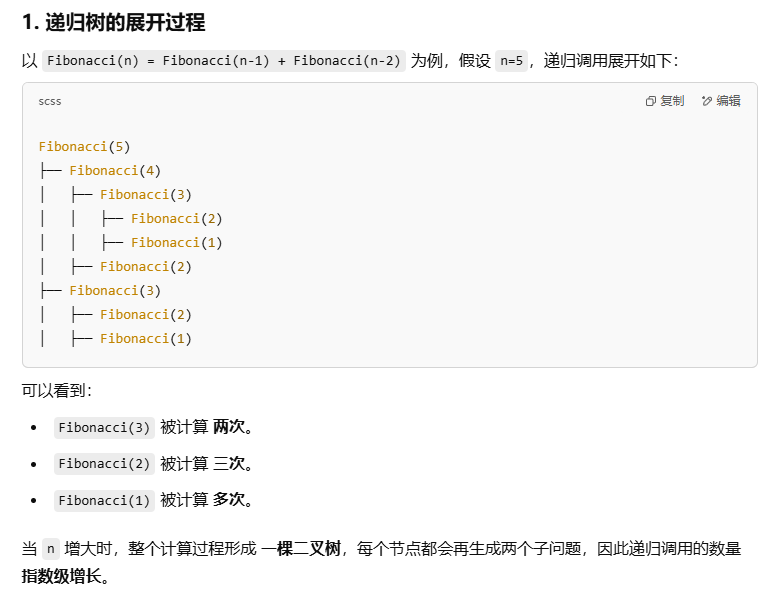 1. 递归树的展开过程
以 Fibonacci(n) = Fibonacci(n-1) + Fibonacci(n-2) 为例，假设 n=5，递归调用展开如下：
scss 复制 编辑
Fibonacci(5)
├── Fibonacci(4)
│   ├── Fibonacci(3)
│   │   ├── Fibonacci(2)
│   │   ├── Fibonacci(1)
│   ├── Fibonacci(2)
├── Fibonacci(3)
│   ├── Fibonacci(2)
│   ├── Fibonacci(1)
可以看到：
• Fibonacci(3) 被计算 两次。
• Fibonacci(2) 被计算 三次。
• Fibonacci(1) 被计算 多次。
当 n 增大时，整个计算过程形成 一棵二叉树，每个节点都会再生成两个子问题，因此递归调用的数量
指数级增长。